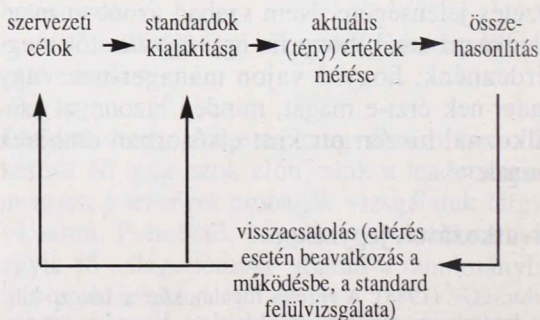 szervezeti
célok
standardok
kialakítása
aktuális
(tény) értékek
mérése
össze-
hasonlítás
visszacsatolás (eltérés
esetén beavatkozás a
működésbe, a standard
felülvizsgálata)